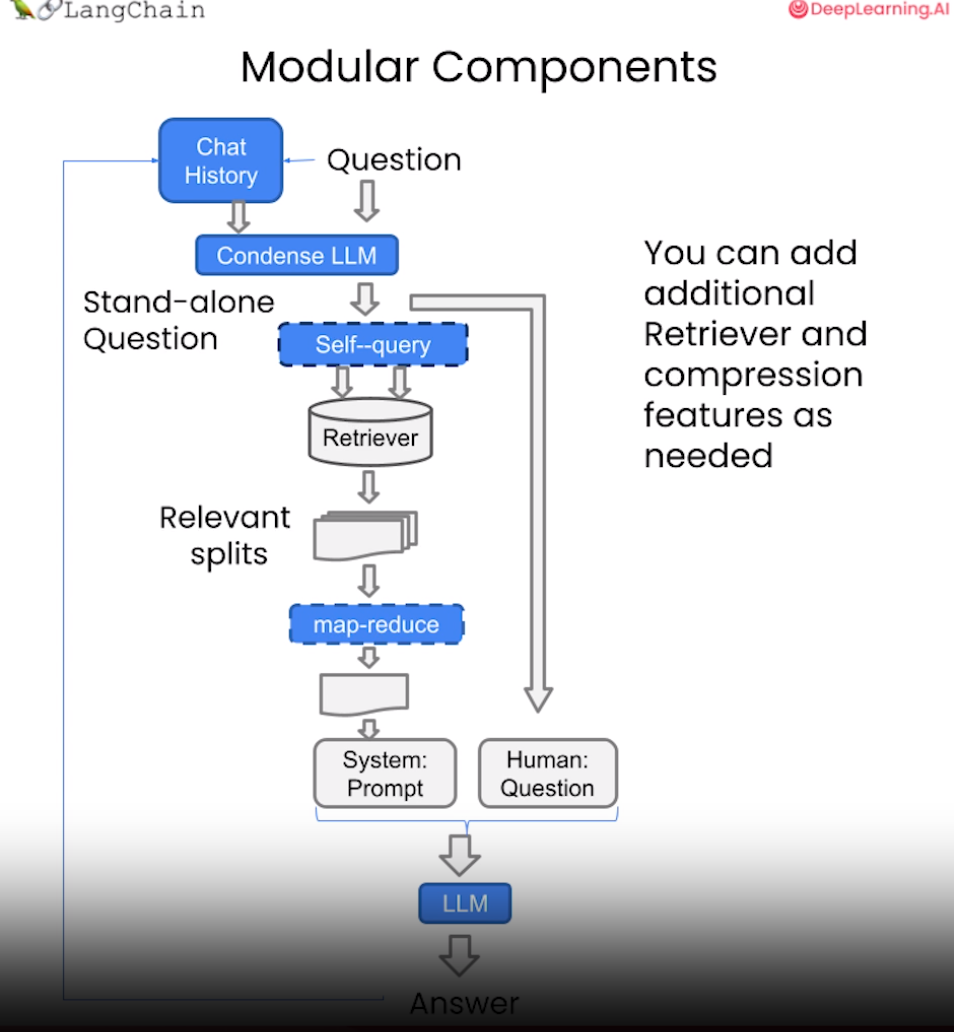 LangChain
DeepLearning.AI
Modular Components
Chat
History
Question
Condense LLM
Stand-alone
Question
Self--query
Retriever
You can add
additional
Retriever and
compression
features as
needed
Relevant
splits
map-reduce
System:
Prompt
Human:
Question
LLM
Answer